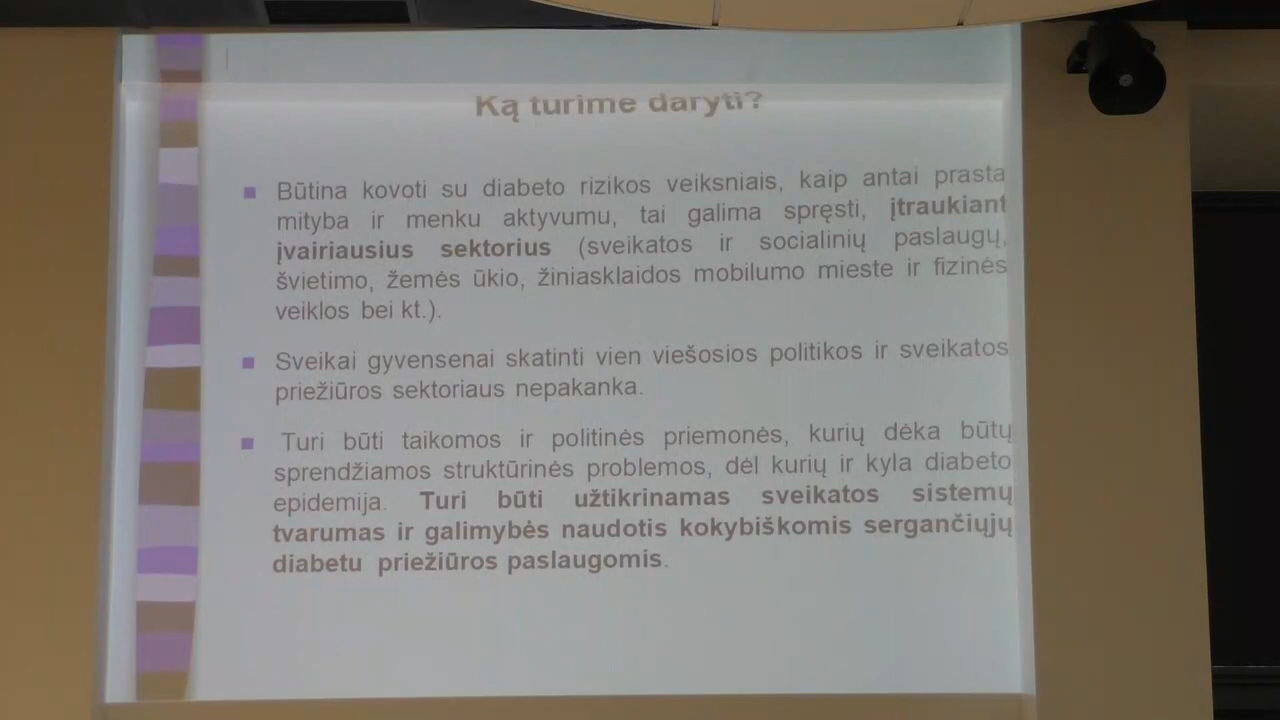 Ką turime daryti?
Būtina kovoti su diabeto rizikos veiksniais, kaip antai prasta
mityba ir menku aktyvumu, tai galima spręsti, įtraukiant
įvairiausius sektorius (sveikatos ir socialinių paslaugų,
švietimo, žemės ūkio, žiniasklaidos mobilumo mieste ir fizinės
veiklos bei kt.).
Sveikai gyvensenai skatinti vien viešosios politikos ir sveikatos
priežiūros sektoriaus nepakanka.
Turi būti taikomos ir politinės priemonės, kurių dėka būtų
sprendžiamos struktūrinės problemos, dėl kurių ir kyla diabeto
epidemija. Turi būti užtikrinamas sveikatos sistemų
tvarumas ir galimybės naudotis kokybiškomis sergančiųjų
diabetu priežiūros paslaugomis.